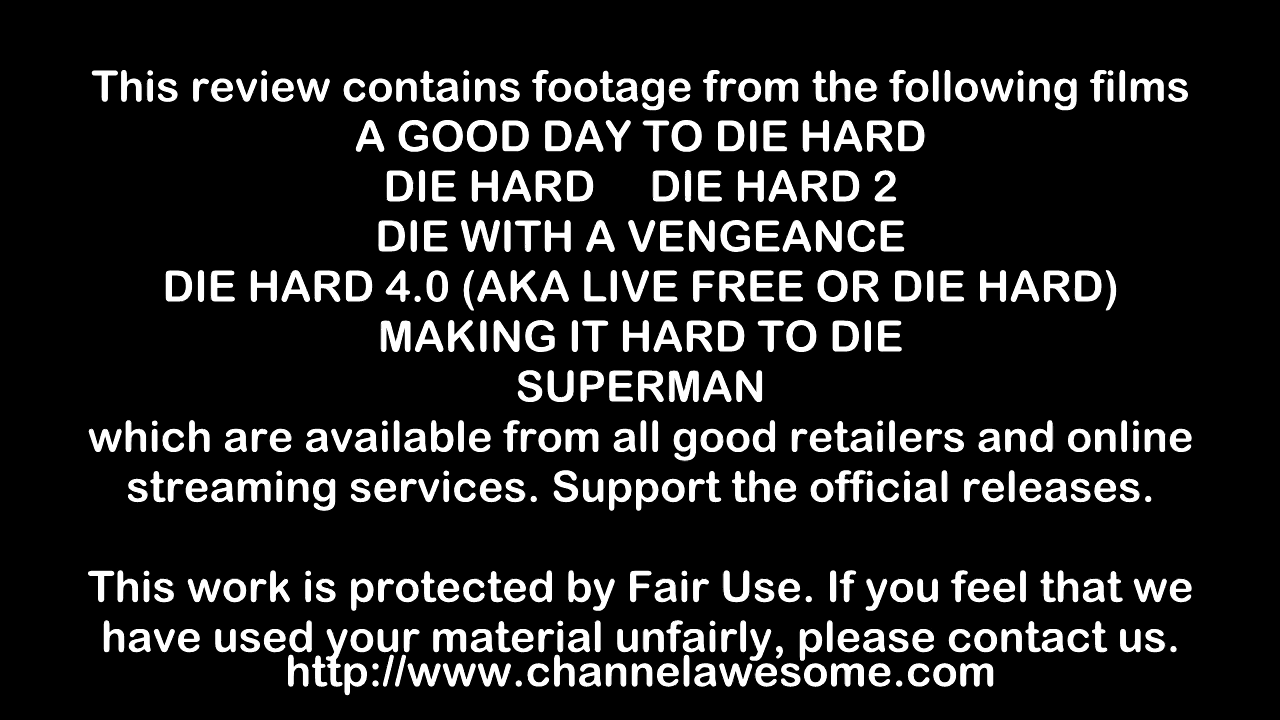 This review contains footage from the following films
A GOOD DAY TO DIE HARD
DIE HARD DIE HARD 2
DIE WITH A VENGEANCE
DIE HARD 4.0 (AKA LIVE FREE OR DIE HARD)
MAKING IT HARD TO DIE
SUPERMAN
which are available from all good retailers and online
streaming services. Support the official releases.
This work is protected by Fair Use. If you feel that we
have used your material unfairly, please contact us.
http://www.channelawesome.com